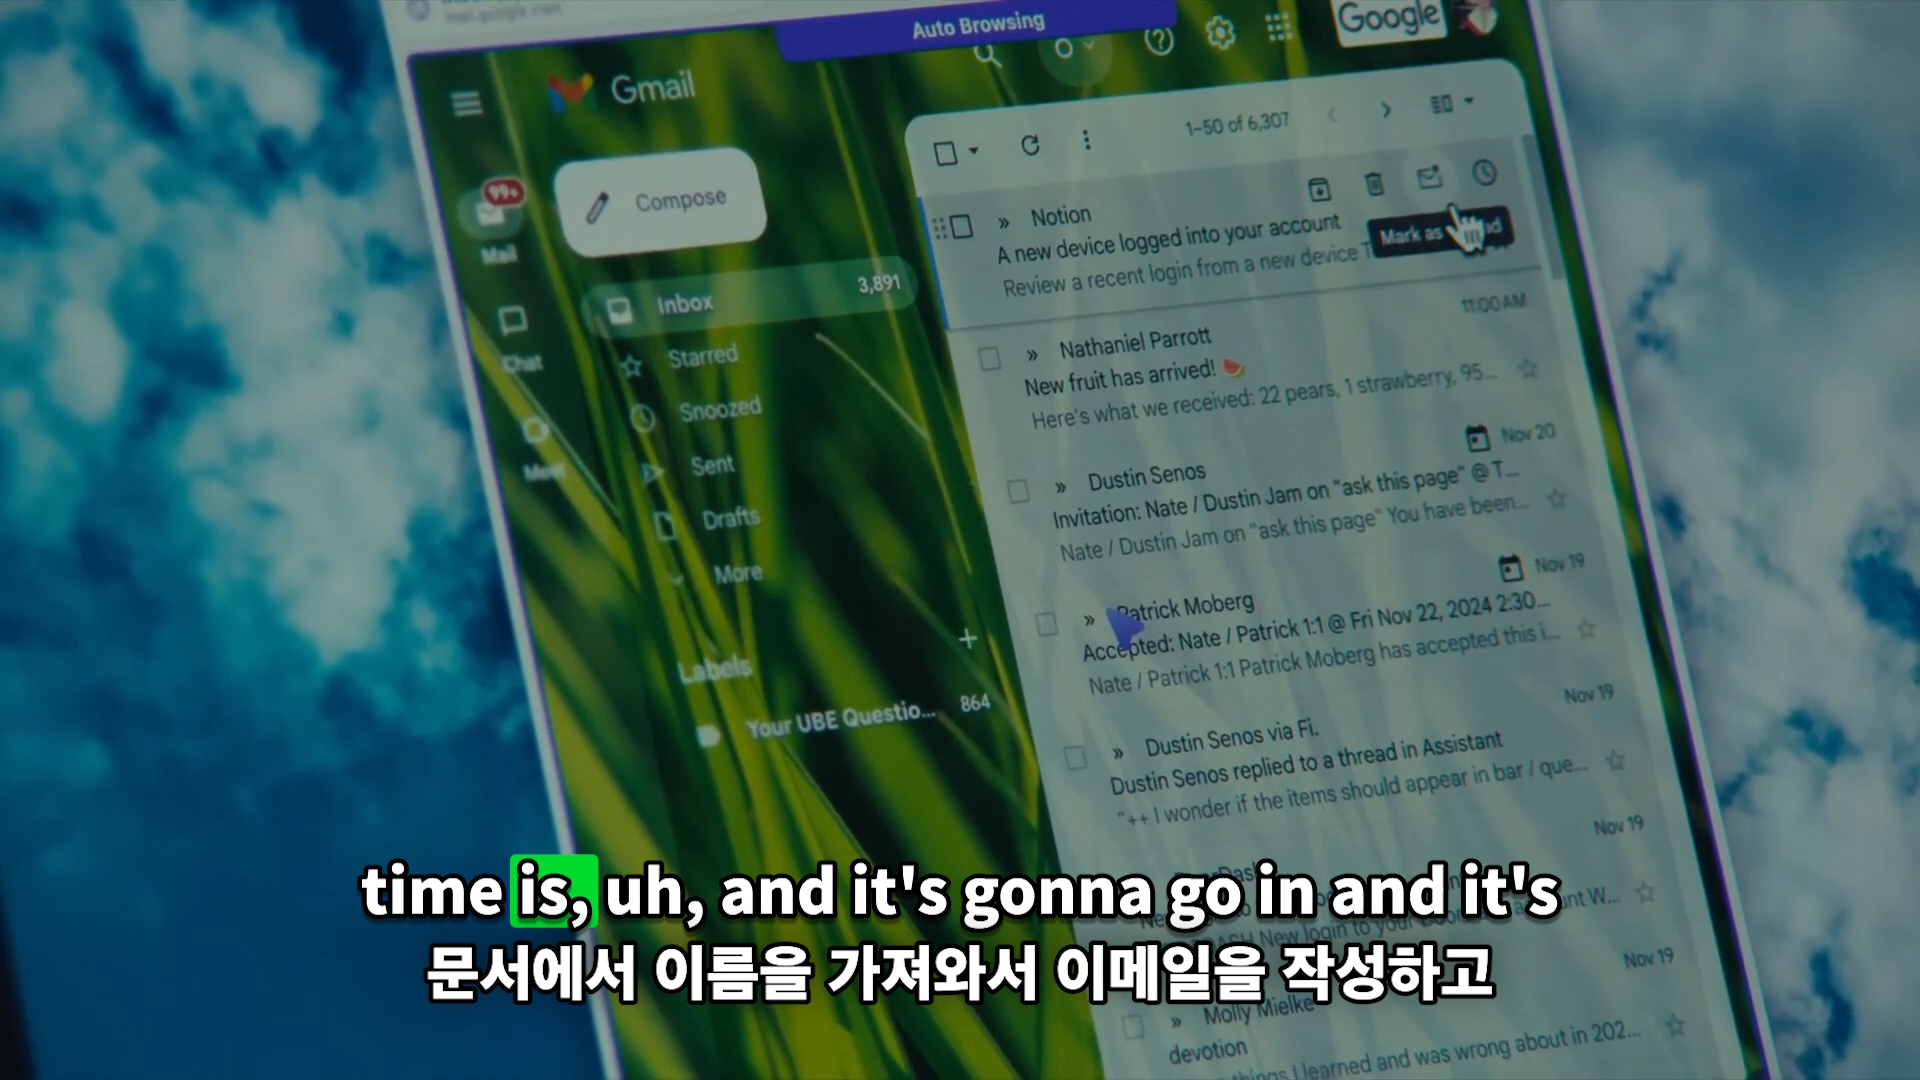 mail.google.com
Auto Browsing
Google
Gmail
1–50 of 6,307
Compose
99+
Mail
Chat
Meet
Inbox 3,891
Starred
Snoozed
Sent
Drafts
More
Labels
Your UBE Questio... 864
Notion
A new device logged into your account
Mark as
Review a recent login from a new device
11:00 AM
Nathaniel Parrott
New fruit has arrived! 🍉
Here's what we received: 22 pears, 1 strawberry, 95...
Nov 20
Dustin Senos
Invitation: Nate / Dustin Jam on "ask this page" @ T...
Nate / Dustin Jam on "ask this page" You have been...
Nov 19
Patrick Moberg
Accepted: Nate / Patrick 1:1 @ Fri Nov 22, 2024 2:30...
Nate / Patrick 1:1 Patrick Moberg has accepted this i...
Nov 19
Dustin Senos via Fi.
Dustin Senos replied to a thread in Assistant
"++ I wonder if the items should appear in bar / que...
Nov 19
New login to your
Nov 19
Molly Mielke
devotion
things I learned and was wrong about in 202...
time is, uh, and it's gonna go in and it's
문서에서 이름을 가져와서 이메일을 작성하고